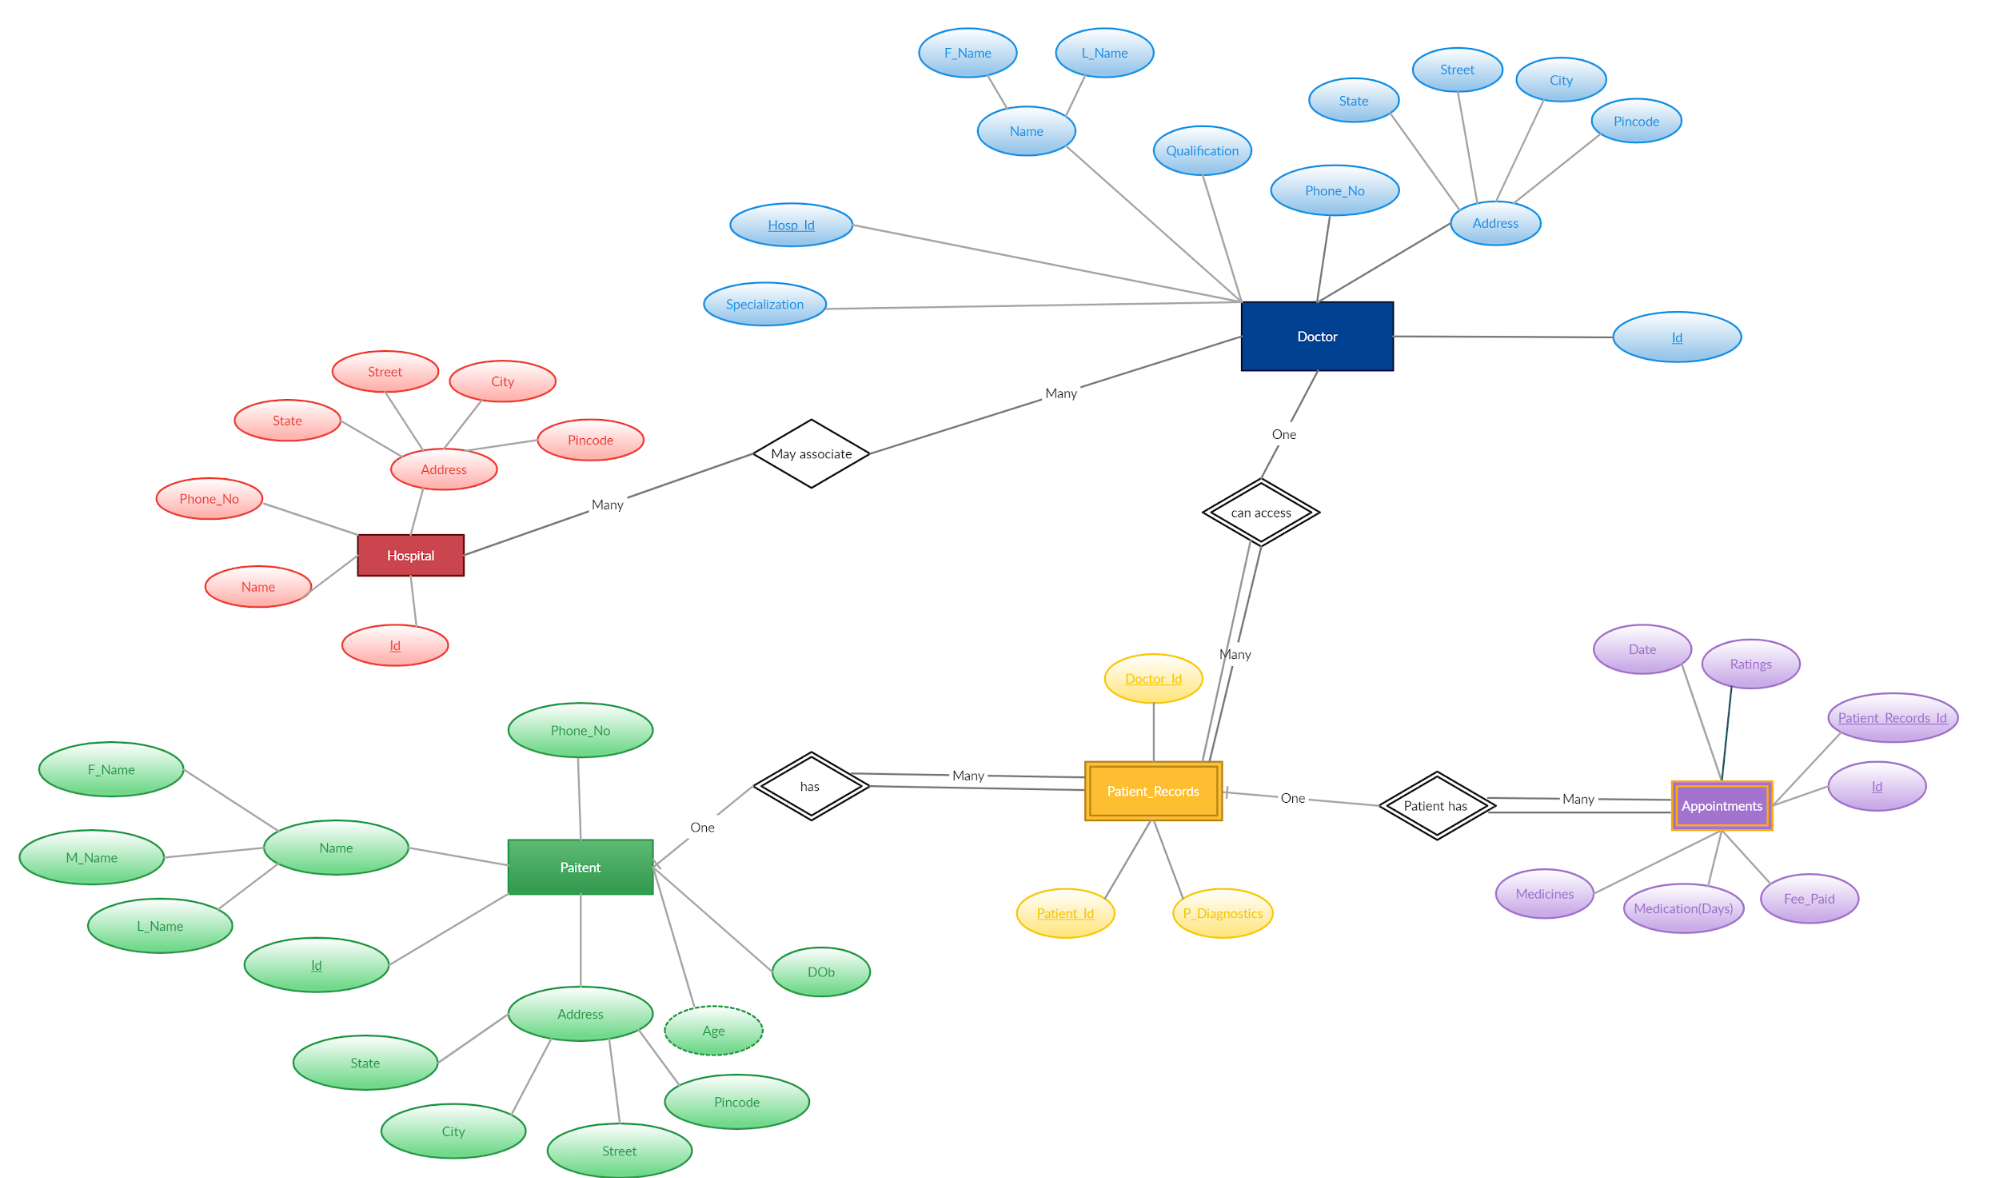 F_Name
L_Name
Name
Qualification
Phone_No
State
Street
City
Pincode
Address
Hosp_Id
Specialization
Doctor
Id
Many
May associate
Many
One
can access
Many
Street
City
State
Pincode
Address
Phone_No
Hospital
Name
Id
Phone_No
F_Name
M_Name
L_Name
Name
Paitent
Id
Address
State
City
Street
Pincode
Age
DOb
One
has
Many
Doctor_Id
Patient_Records
Patient_Id
P_Diagnostics
One
Patient has
Many
Date
Ratings
Patient_Records_Id
Id
Appointments
Medicines
Medication(Days)
Fee_Paid